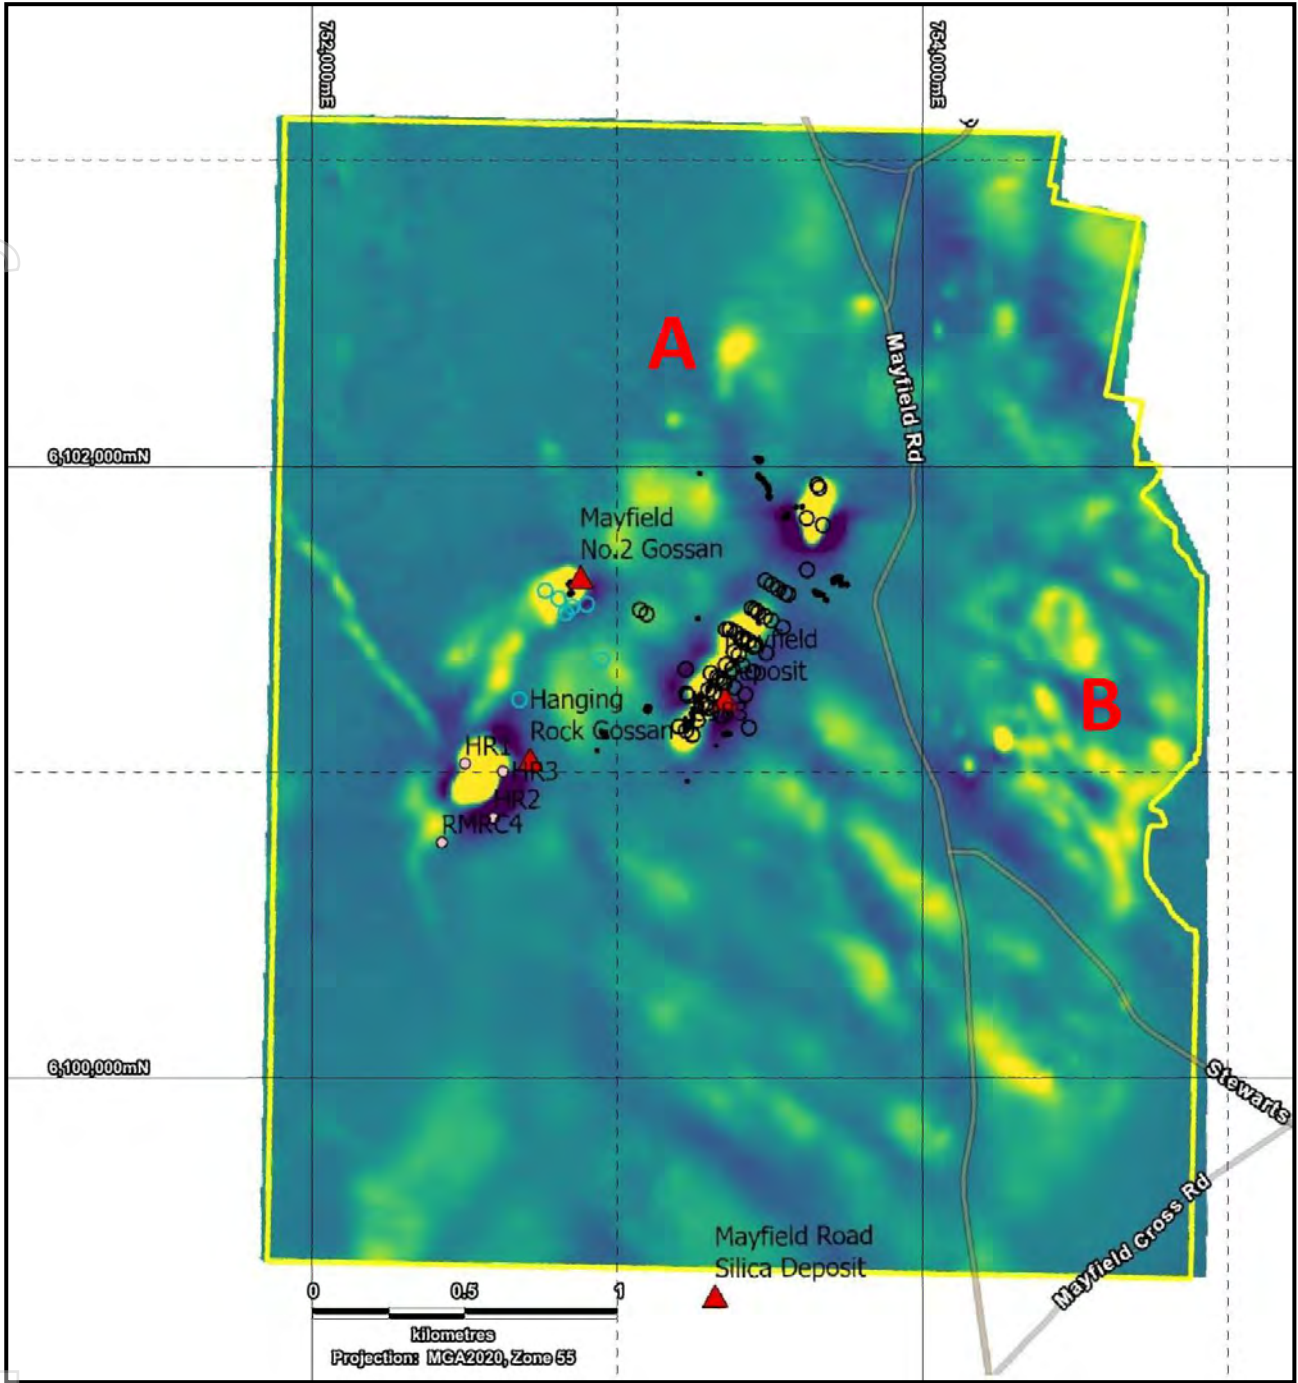 752,000mE
754,000mE
A
Mayfield Rd
6,102,000mN
Mayfield
No.2 Gossan
Mayfield
Deposit
B
Hanging
Rock Gossan
HR1
HR3
HR2
RMRC4
6,100,000mN
Stewarts
Mayfield Cross Rd
Mayfield Road
Silica Deposit
0 0.5 1
kilometres
Projection: MGA2020, Zone 55